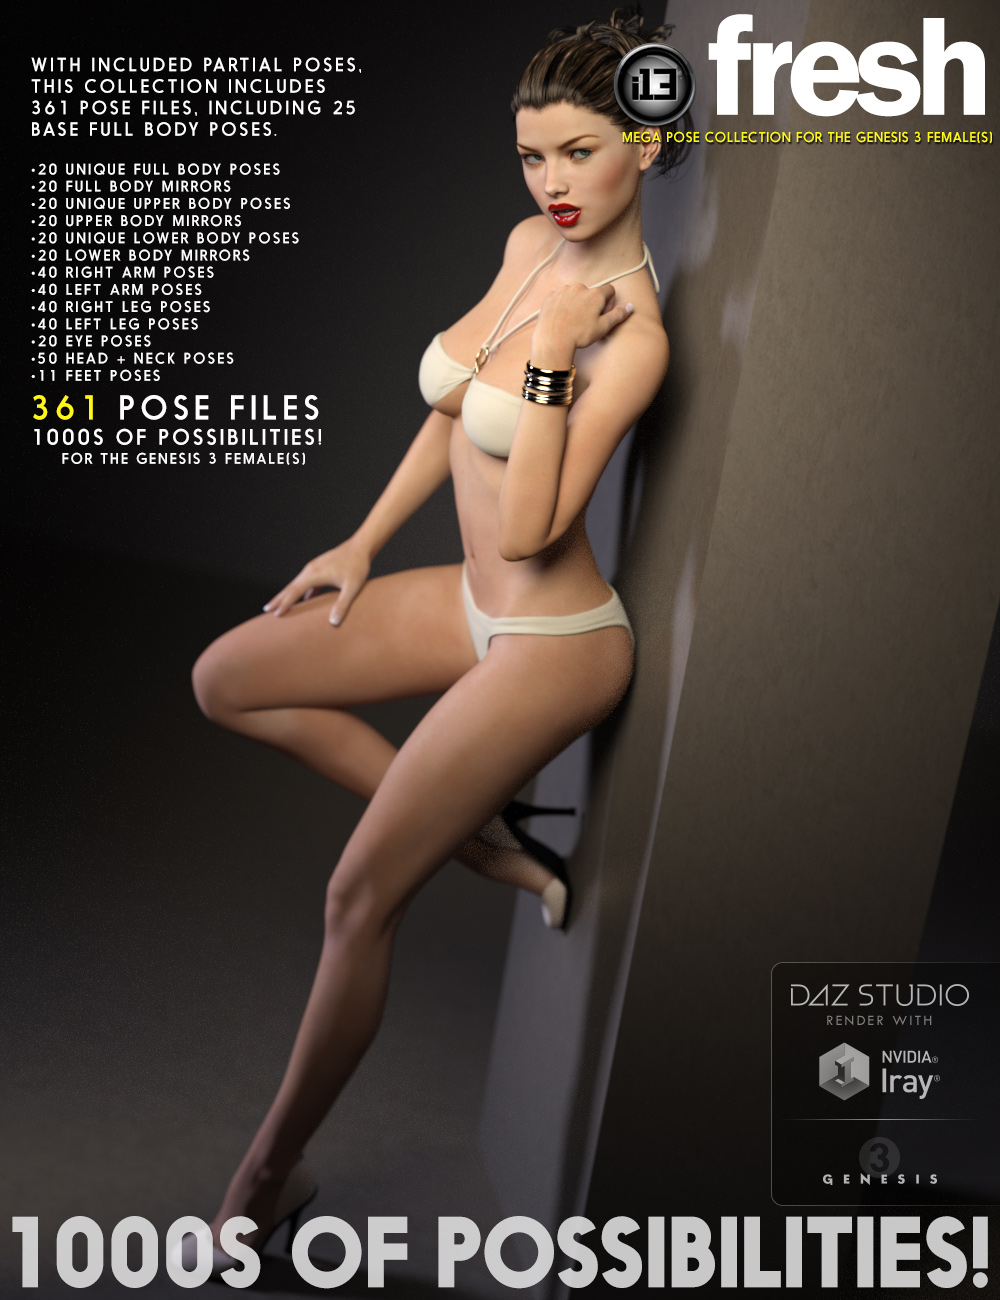 WITH INCLUDED PARTIAL POSES,
THIS COLLECTION INCLUDES
361 POSE FILES, INCLUDING 25
BASE FULL BODY POSES.
•20 UNIQUE FULL BODY POSES
•20 FULL BODY MIRRORS
•20 UNIQUE UPPER BODY POSES
•20 UPPER BODY MIRRORS
•20 UNIQUE LOWER BODY POSES
•20 LOWER BODY MIRRORS
•40 RIGHT ARM POSES
•40 LEFT ARM POSES
•40 RIGHT LEG POSES
•40 LEFT LEG POSES
•20 EYE POSES
•50 HEAD + NECK POSES
•11 FEET POSES
361 POSE FILES
1000S OF POSSIBILITIES!
FOR THE GENESIS 3 FEMALE(S)
i13
fresh
MEGA POSE COLLECTION FOR THE GENESIS 3 FEMALE(S)
DAZ STUDIO
RENDER WITH
NVIDIA®
Iray®
3
GENESIS
1000S OF POSSIBILITIES!